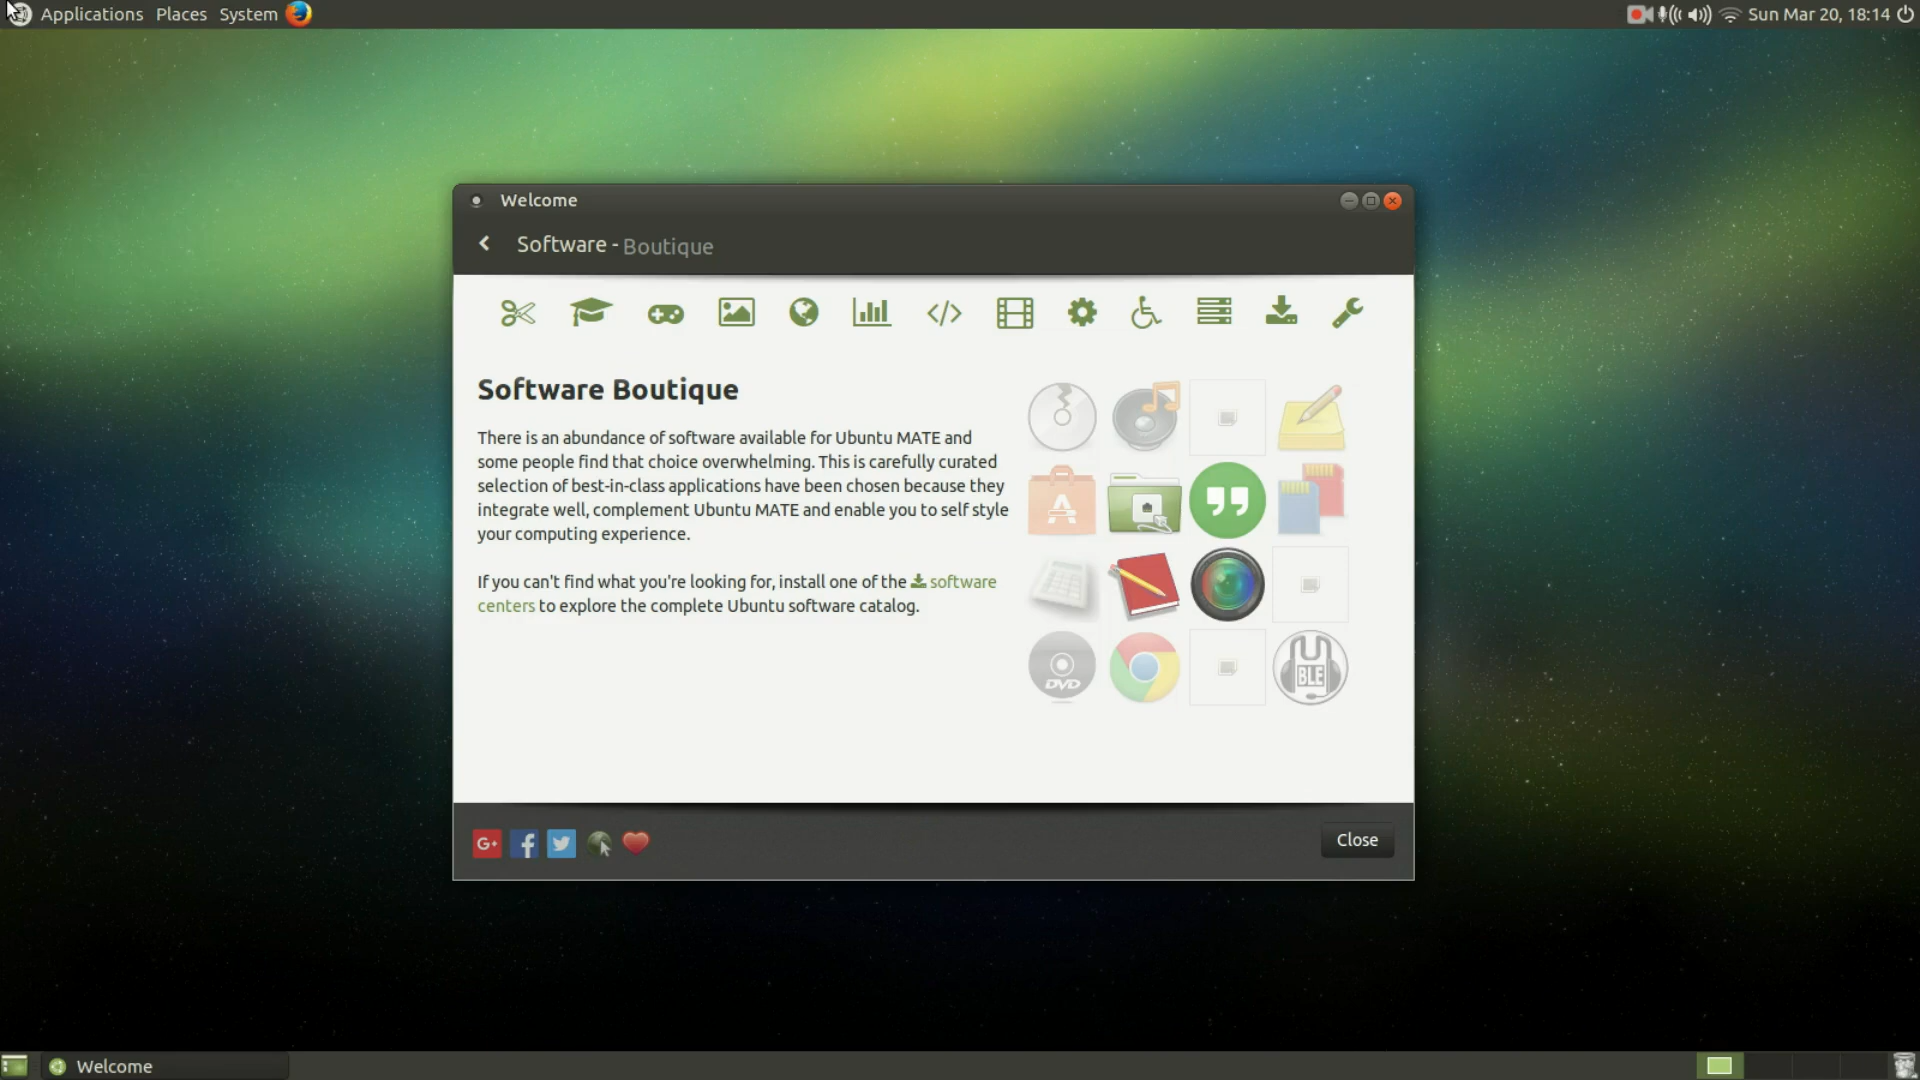 Applications Places System
Sun Mar 20, 18:14
Welcome
Software - Boutique
Software Boutique
There is an abundance of software available for Ubuntu MATE and
some people find that choice overwhelming. This is carefully curated
selection of best-in-class applications have been chosen because they
integrate well, complement Ubuntu MATE and enable you to self style
your computing experience.
If you can't find what you're looking for, install one of the software
centers to explore the complete Ubuntu software catalog.
A
DVD
BLE
G+
f
Close
Welcome